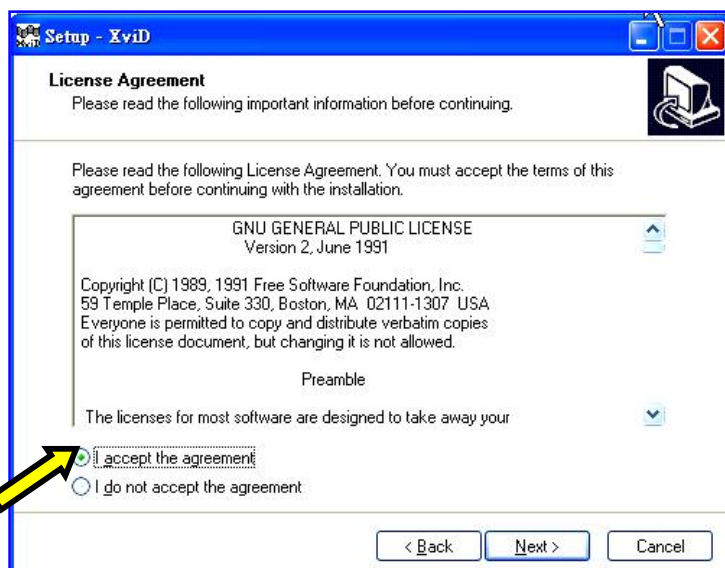 Setup - XviD
License Agreement
Please read the following important information before continuing.
Please read the following License Agreement. You must accept the terms of this
agreement before continuing with the installation.
GNU GENERAL PUBLIC LICENSE
Version 2, June 1991
Copyright (C) 1989, 1991 Free Software Foundation, Inc.
59 Temple Place, Suite 330, Boston, MA 02111-1307 USA
Everyone is permitted to copy and distribute verbatim copies
of this license document, but changing it is not allowed.
Preamble
The licenses for most software are designed to take away your
I accept the agreement
I do not accept the agreement
< Back Next > Cancel